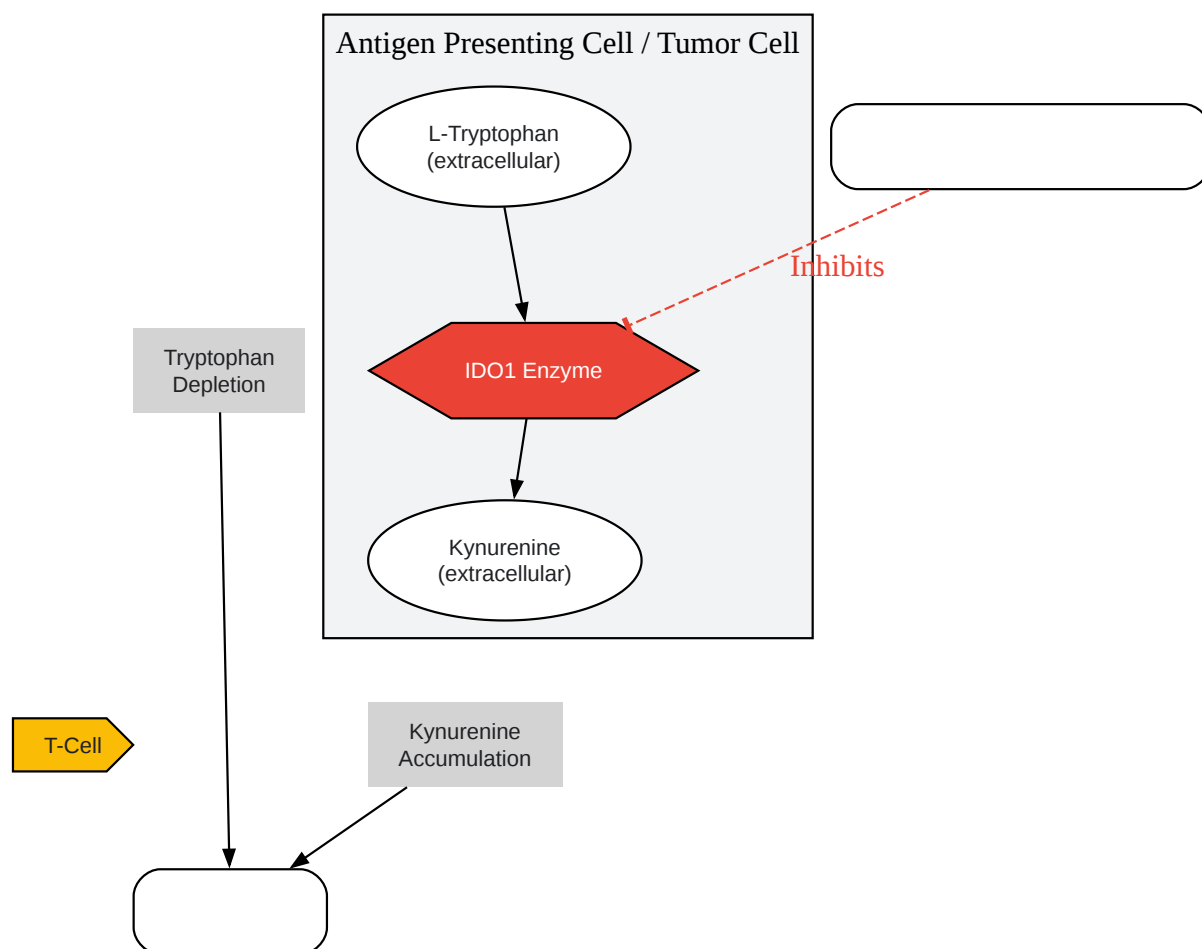 Antigen Presenting Cell / Tumor Cell
L-Tryptophan
(extracellular)
Inhibits
Tryptophan
Depletion
IDO1 Enzyme
Kynurenine
(extracellular)
T-Cell
Kynurenine
Accumulation